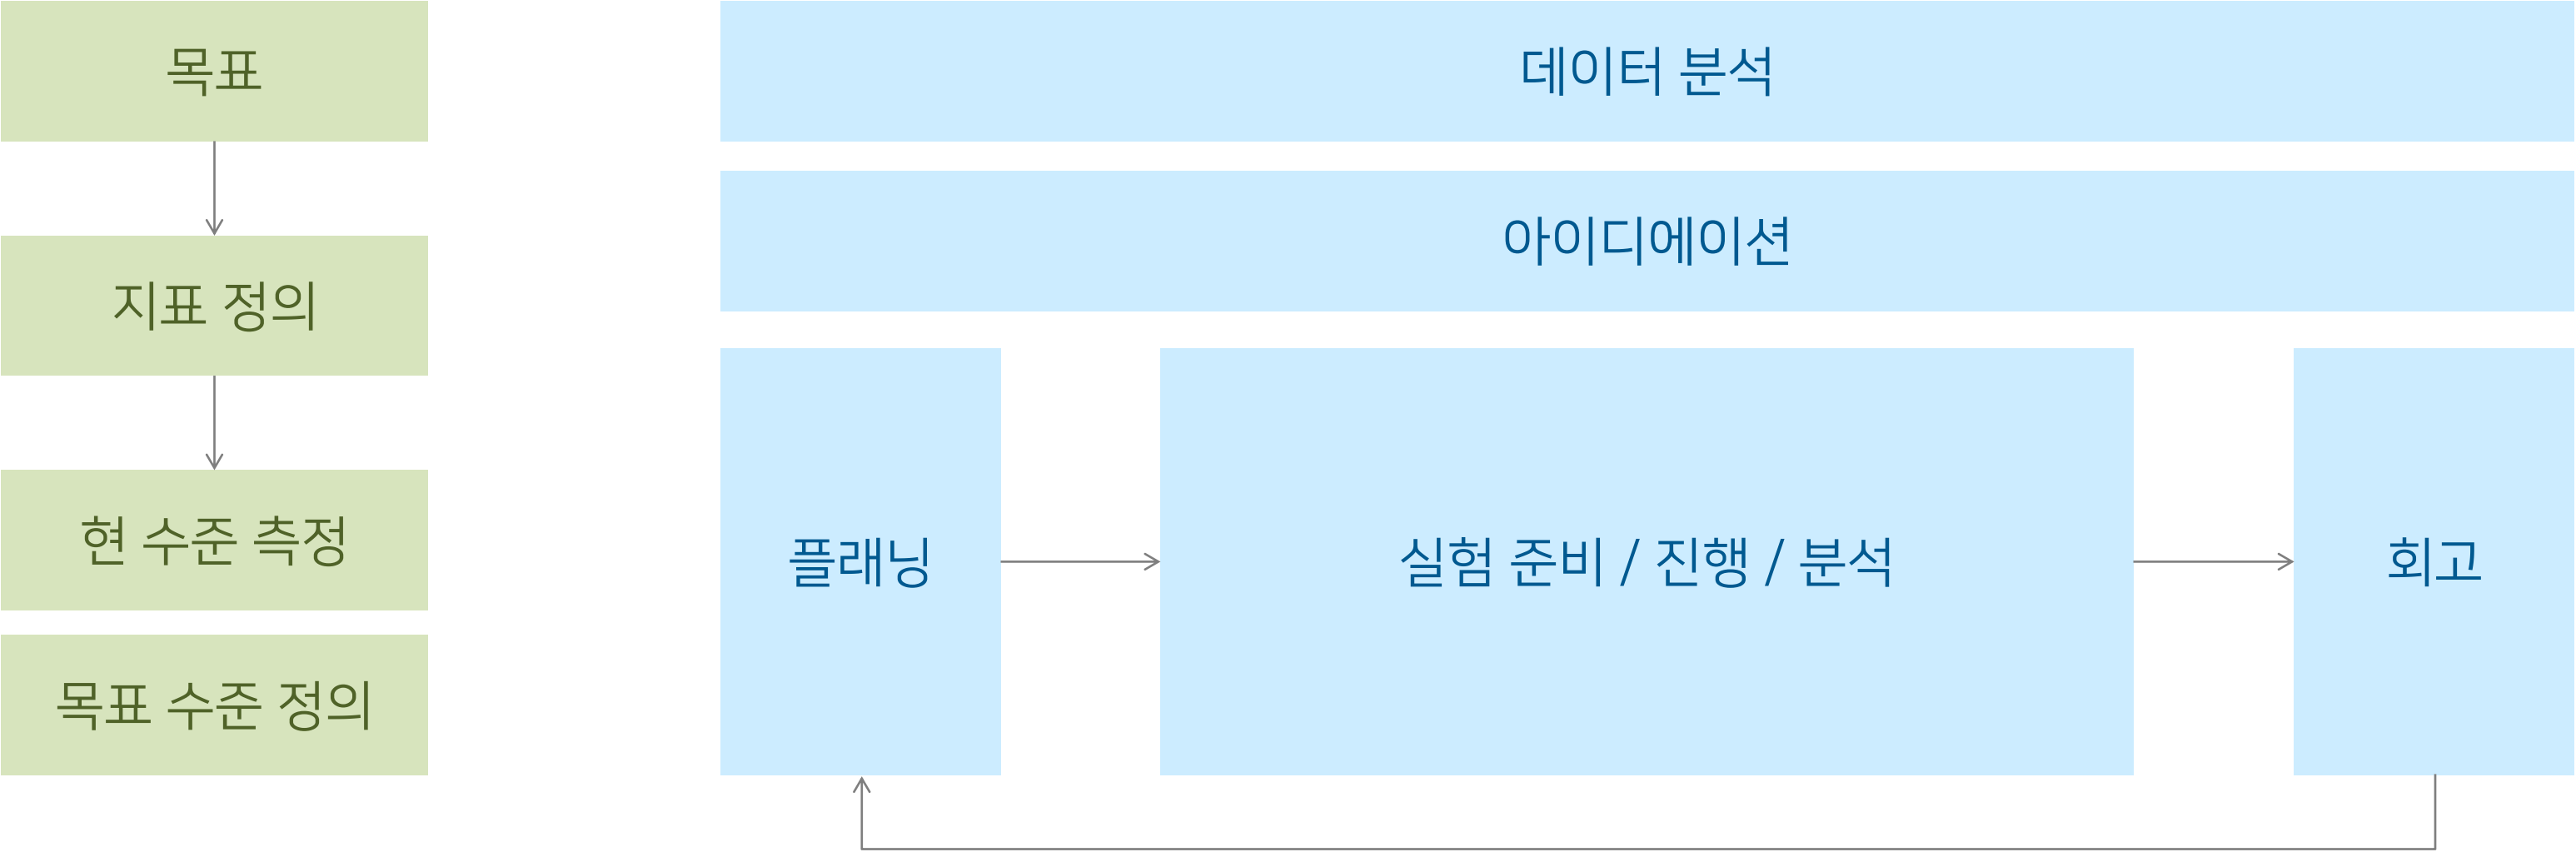 목표
지표 정의
현 수준 측정
목표 수준 정의
데이터 분석
아이디에이션
플래닝
실험 준비 / 진행 / 분석
회고